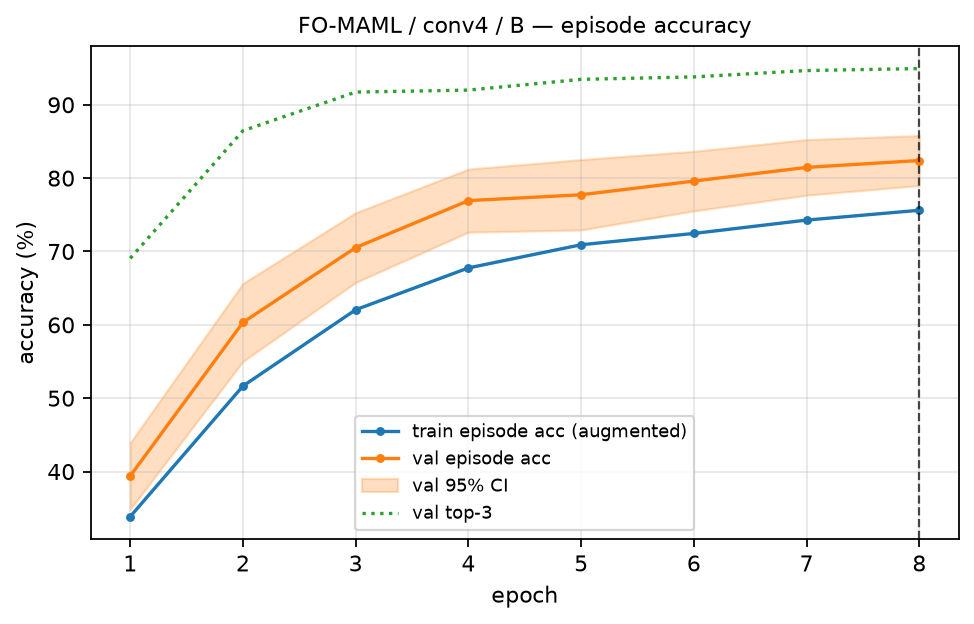 FO-MAML / conv4 / B — episode accuracy
accuracy (%)
90
80
70
60
50
40
train episode acc (augmented)
val episode acc
val 95% CI
val top-3
1 2 3 4 5 6 7 8
epoch